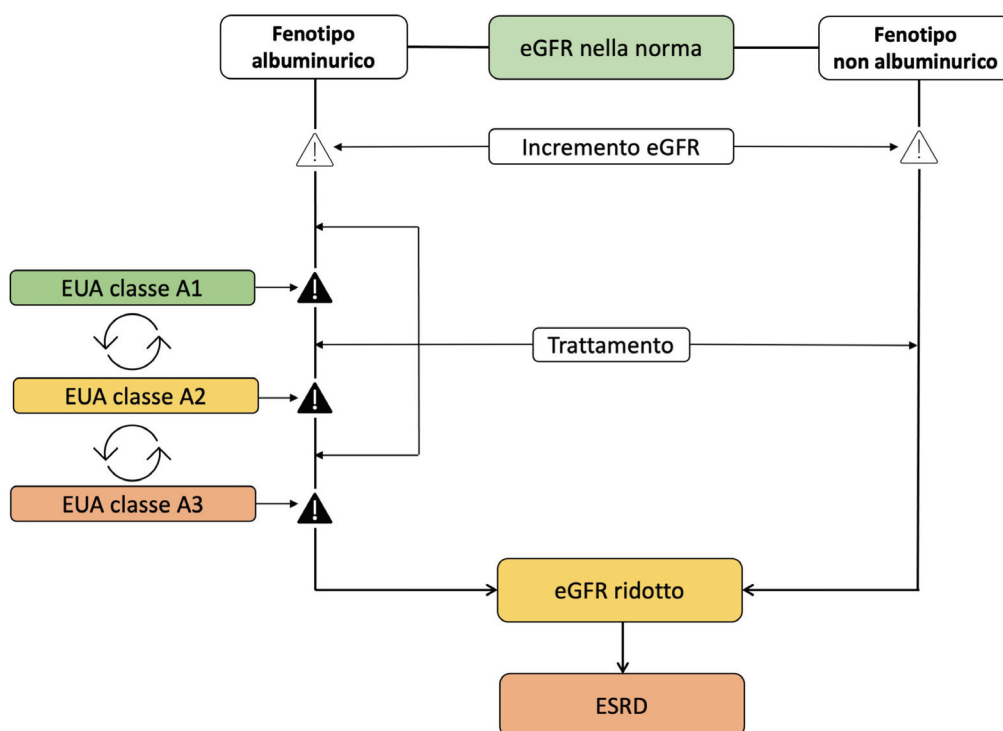 Fenotipo
albuminurico
eGFR nella norma
Fenotipo
non albuminurico
Incremento eGFR
EUA classe A1
Trattamento
EUA classe A2
EUA classe A3
eGFR ridotto
ESRD